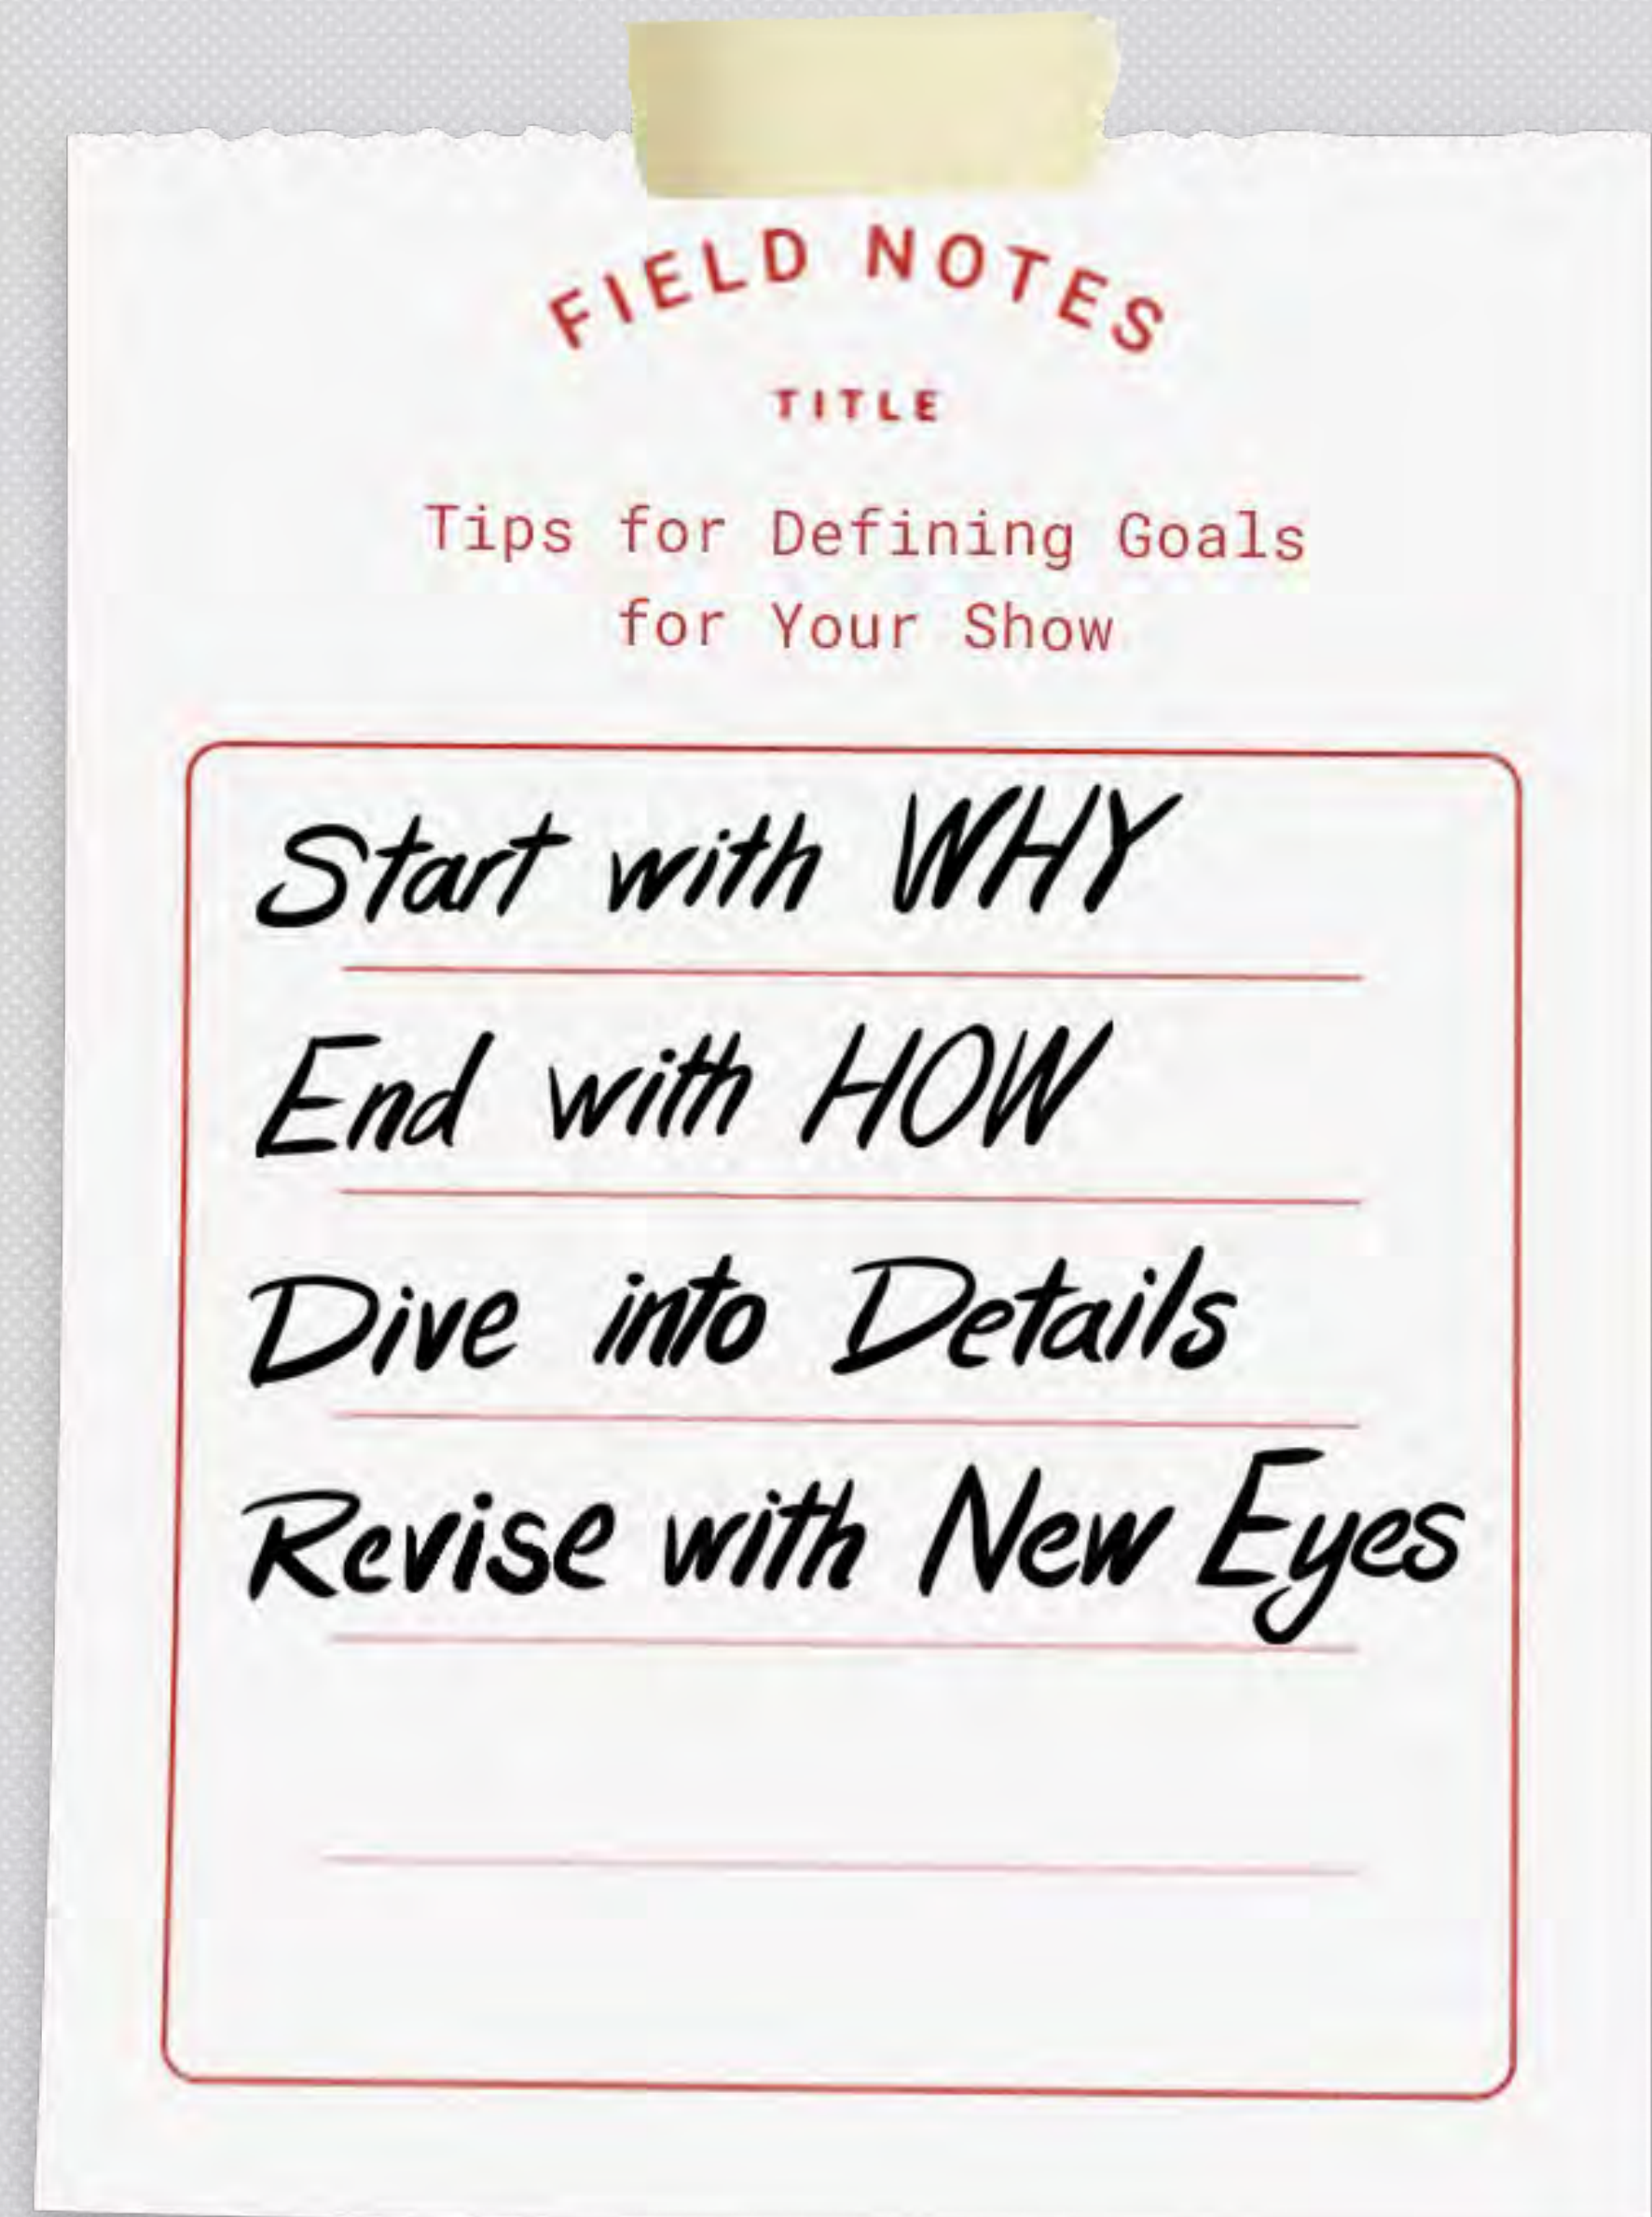 FIELD NOTES
TITLE
Tips for Defining Goals
for Your Show
Start with WHY
End with HOW
Dive into Details
Revise with New Eyes